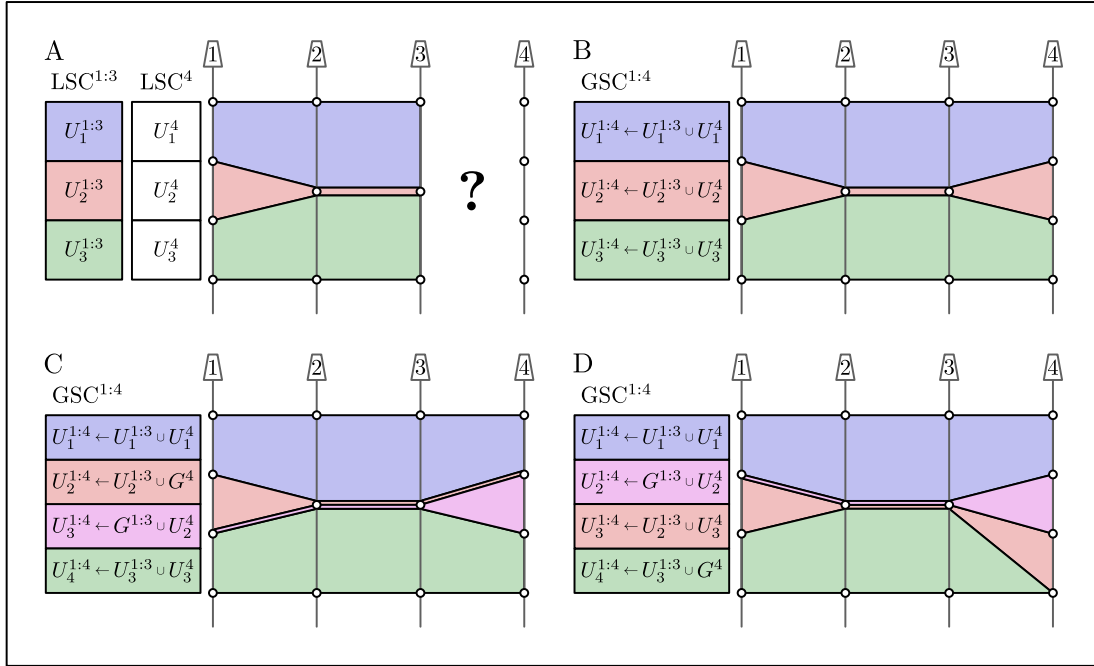 A
1 2 3 4
LSC^{1:3} LSC^4
U_1^{1:3} U_1^4
U_2^{1:3} U_2^4
U_3^{1:3} U_3^4
?
B
1 2 3 4
GSC^{1:4}
U_1^{1:4} ← U_1^{1:3} ∪ U_1^4
U_2^{1:4} ← U_2^{1:3} ∪ U_2^4
U_3^{1:4} ← U_3^{1:3} ∪ U_3^4
C
1 2 3 4
GSC^{1:4}
U_1^{1:4} ← U_1^{1:3} ∪ U_1^4
U_2^{1:4} ← U_2^{1:3} ∪ G^4
U_3^{1:4} ← G^{1:3} ∪ U_2^4
U_4^{1:4} ← U_3^{1:3} ∪ U_3^4
D
1 2 3 4
GSC^{1:4}
U_1^{1:4} ← U_1^{1:3} ∪ U_1^4
U_2^{1:4} ← G^{1:3} ∪ U_2^4
U_3^{1:4} ← U_2^{1:3} ∪ U_3^4
U_4^{1:4} ← U_3^{1:3} ∪ G^4